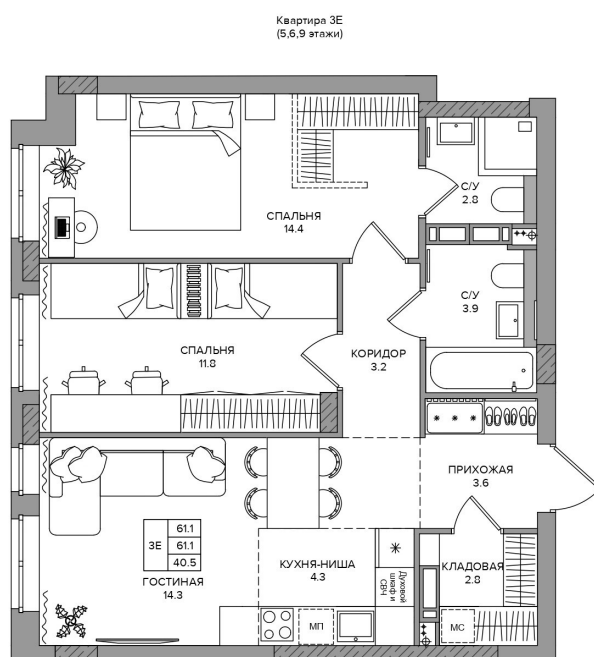 Квартира 3Е
(5,6,9 этажи)
С/У
2.8
СПАЛЬНЯ
14.4
С/У
3.9
СПАЛЬНЯ
11.8
КОРИДОР
3.2
ПРИХОЖАЯ
3.6
3Е
61.1
61.1
40.5
ГОСТИНАЯ
14.3
КУХНЯ-НИША
4.3
Духовой
шкаф и
СВЧ
КЛАДОВАЯ
2.8
МП
МС